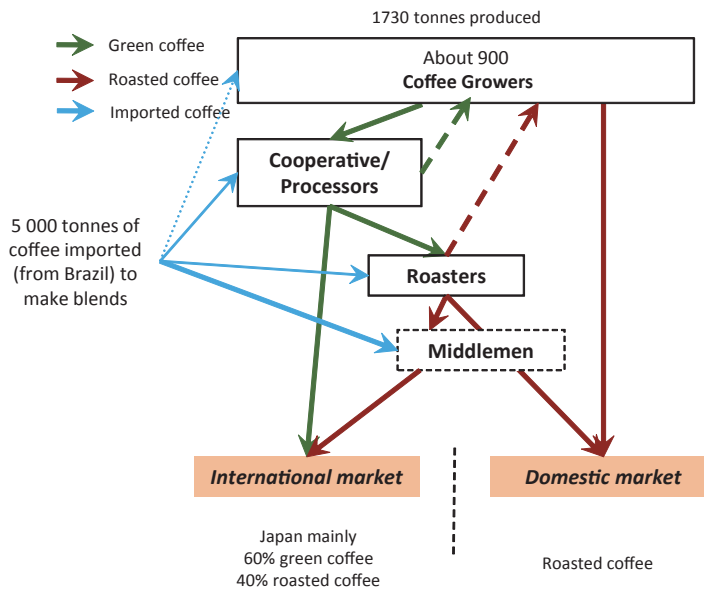 1730 tonnes produced
Green coffee
Roasted coffee
Imported coffee
About 900
Coffee Growers
Cooperative/
Processors
5 000 tonnes of
coffee imported
(from Brazil) to
make blends
Roasters
Middlemen
International market
Domestic market
Japan mainly
60% green coffee
40% roasted coffee
Roasted coffee